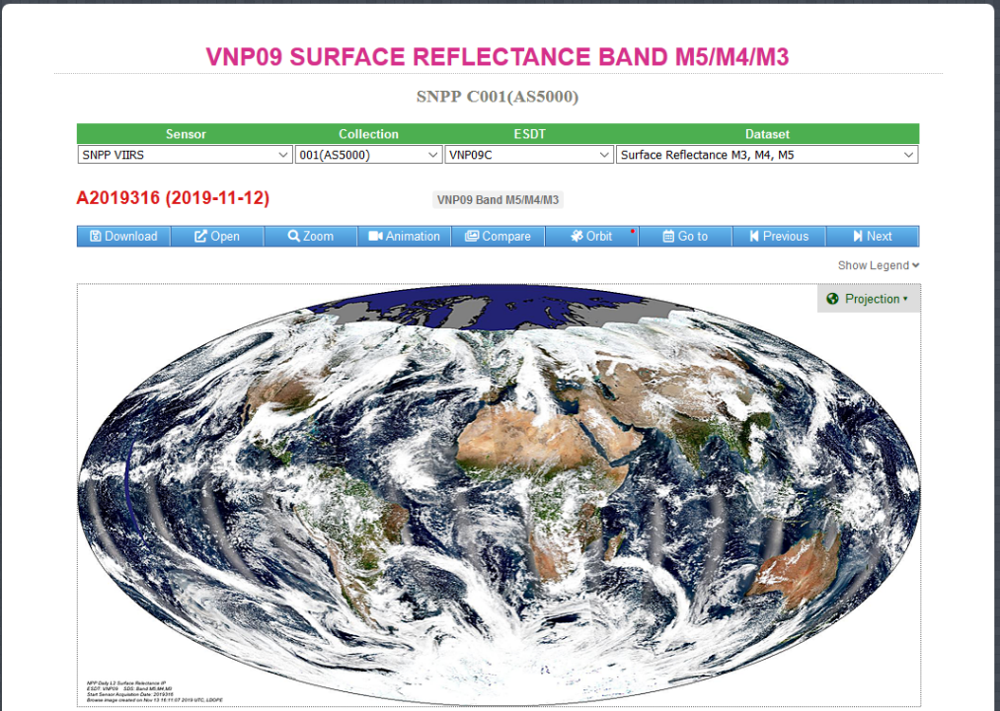 VNP09 SURFACE REFLECTANCE BAND M5/M4/M3
SNPP C001(AS5000)
Sensor Collection ESDT Dataset
SNPP VIIRS 001(AS5000) VNP09C Surface Reflectance M3, M4, M5
A2019316 (2019-11-12) VNP09 Band M5/M4/M3
Download Open Zoom Animation Compare Orbit Go to Previous Next
Show Legend
Projection
NPP Daily L2 Surface Reflectance IP
ESDT: VNP09 SDS: Band M5,M4,M3
Start Sensor Acquisition Date: 2019316
Browse image created on Nov 13 16:11:07 2019 UTC, LDOPE